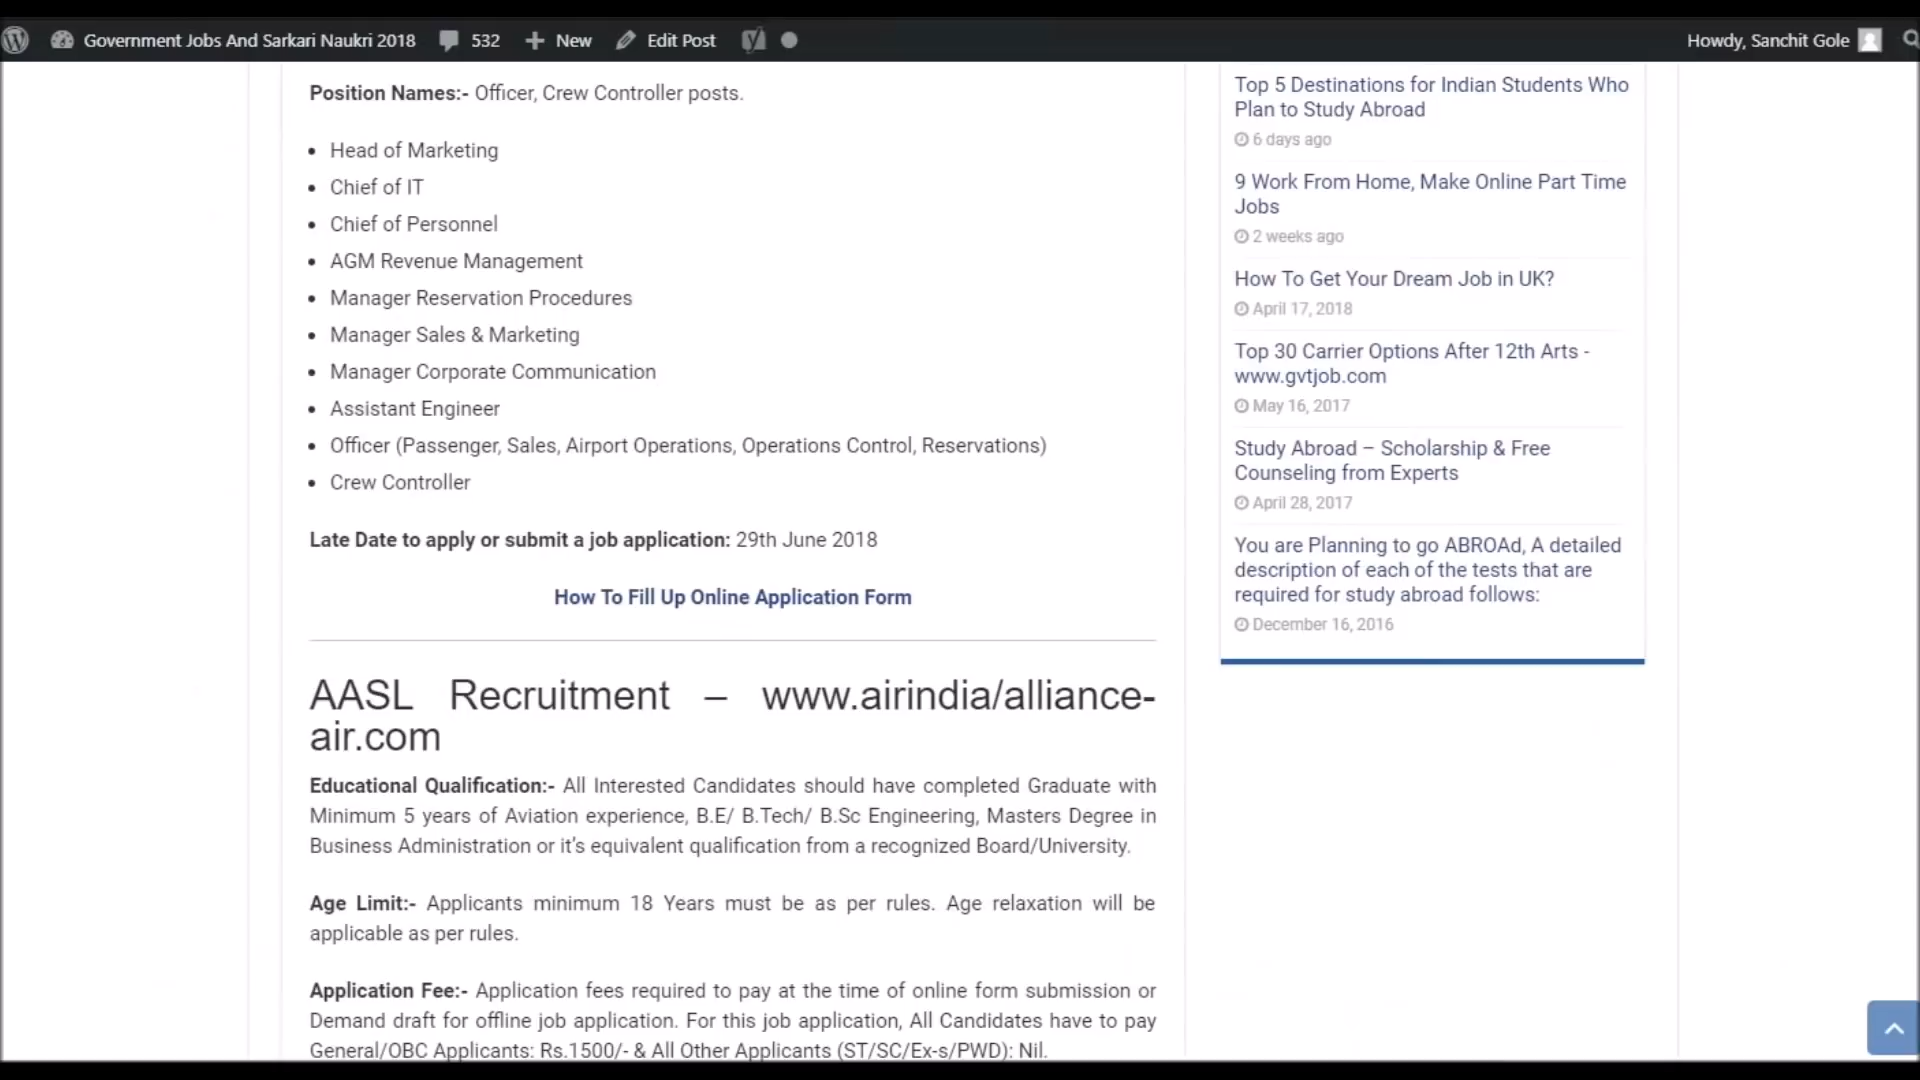 Government Jobs And Sarkari Naukri 2018 532 New Edit Post Howdy, Sanchit Gole
Position Names:- Officer, Crew Controller posts.
Head of Marketing
Chief of IT
Chief of Personnel
AGM Revenue Management
Manager Reservation Procedures
Manager Sales & Marketing
Manager Corporate Communication
Assistant Engineer
Officer (Passenger, Sales, Airport Operations, Operations Control, Reservations)
Crew Controller
Late Date to apply or submit a job application: 29th June 2018
How To Fill Up Online Application Form
AASL Recruitment – www.airindia/alliance-
air.com
Educational Qualification:- All Interested Candidates should have completed Graduate with
Minimum 5 years of Aviation experience, B.E/ B.Tech/ B.Sc Engineering, Masters Degree in
Business Administration or it's equivalent qualification from a recognized Board/University.
Age Limit:- Applicants minimum 18 Years must be as per rules. Age relaxation will be
applicable as per rules.
Application Fee:- Application fees required to pay at the time of online form submission or
Demand draft for offline job application. For this job application, All Candidates have to pay
General/OBC Applicants: Rs.1500/- & All Other Applicants (ST/SC/Ex-s/PWD): Nil.
Top 5 Destinations for Indian Students Who
Plan to Study Abroad
6 days ago
9 Work From Home, Make Online Part Time
Jobs
2 weeks ago
How To Get Your Dream Job in UK?
April 17, 2018
Top 30 Carrier Options After 12th Arts -
www.gvtjob.com
May 16, 2017
Study Abroad – Scholarship & Free
Counseling from Experts
April 28, 2017
You are Planning to go ABROAd, A detailed
description of each of the tests that are
required for study abroad follows:
December 16, 2016